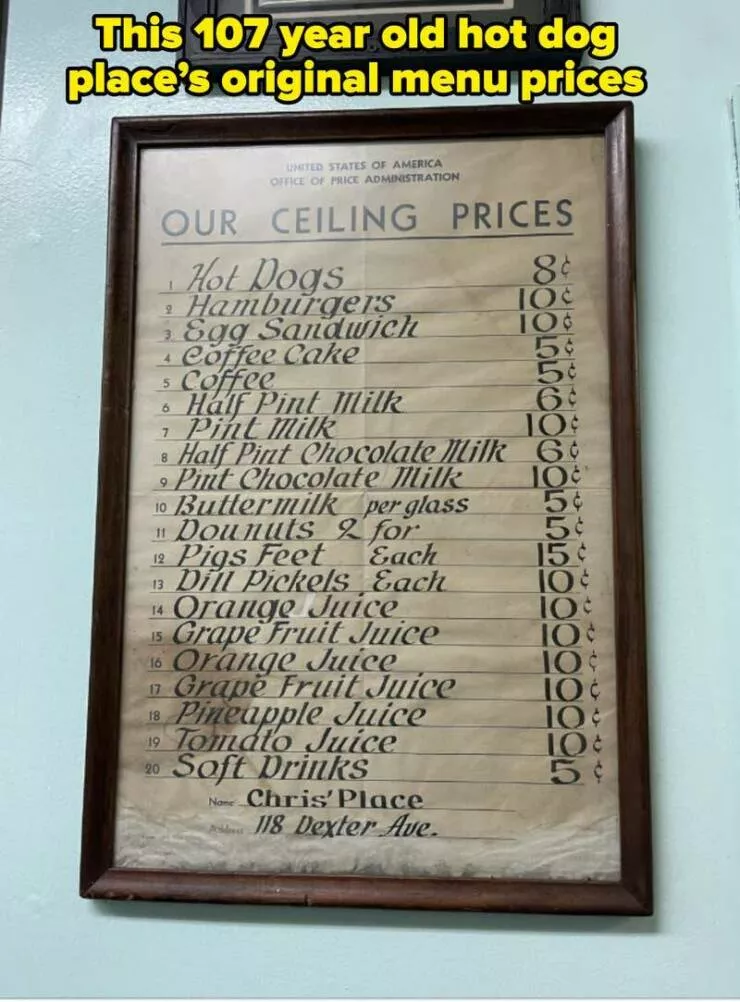 This 107 year old hot dog
place's original menu prices
UNITED STATES OF AMERICA
OFFICE OF PRICE ADMINISTRATION
OUR CEILING PRICES
1 Hot Dogs 8¢
2 Hamburgers 10¢
3 Egg Sandwich 10¢
4 Coffee Cake 5¢
5 Coffee 5¢
6 Half Pint Milk 6¢
7 Pint Milk 10¢
8 Half Pint Chocolate Milk 6¢
9 Pint Chocolate Milk 10¢
10 Buttermilk per glass 5¢
11 Dounuts 2 for 5¢
12 Pigs Feet Each 15¢
13 Dill Pickels Each 10¢
14 Orange Juice 10¢
15 Grape Fruit Juice 10¢
16 Orange Juice 10¢
17 Grape Fruit Juice 10¢
18 Pineapple Juice 10¢
19 Tomato Juice 10¢
20 Soft Drinks 5¢
Name Chris' Place
Address 118 Dexter Ave.